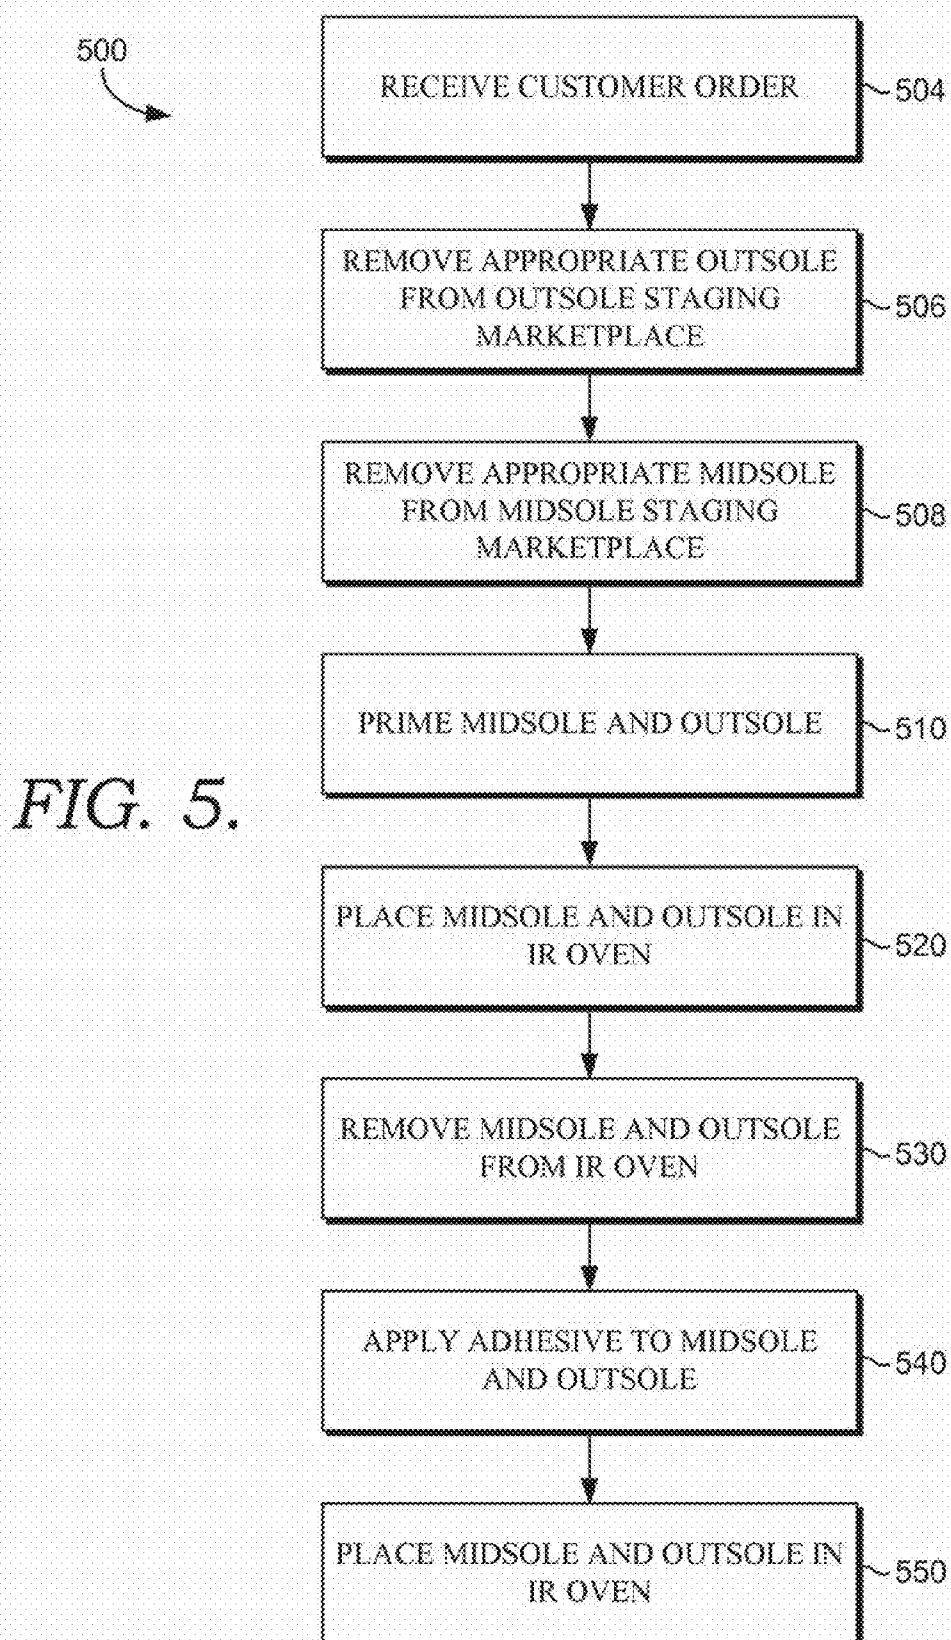 500
RECEIVE CUSTOMER ORDER
504
REMOVE APPROPRIATE OUTSOLE
FROM OUTSOLE STAGING
MARKETPLACE
506
REMOVE APPROPRIATE MIDSOLE
FROM MIDSOLE STAGING
MARKETPLACE
508
PRIME MIDSOLE AND OUTSOLE
510
FIG. 5.
PLACE MIDSOLE AND OUTSOLE IN
IR OVEN
520
REMOVE MIDSOLE AND OUTSOLE
FROM IR OVEN
530
APPLY ADHESIVE TO MIDSOLE
AND OUTSOLE
540
PLACE MIDSOLE AND OUTSOLE IN
IR OVEN
550